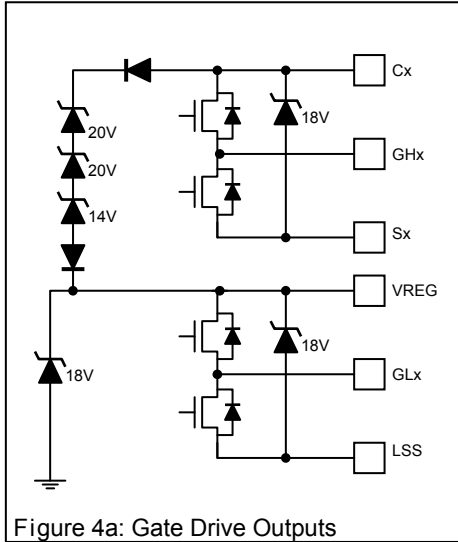 Cx
18V
20V
GHx
20V
14V
Sx
VREG
18V
18V
GLx
LSS
Figure 4a: Gate Drive Outputs